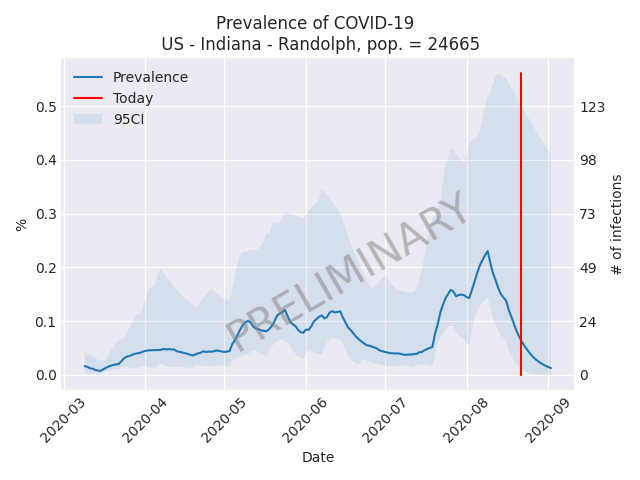 Prevalence of COVID-19
US - Indiana - Randolph, pop. = 24665
Prevalence
Today
95CI
0.5
0.4
0.3
0.2
0.1
0.0
%
123
98
73
49
24
0
# of infections
PRELIMINARY
2020-03
2020-04
2020-05
2020-06
2020-07
2020-08
2020-09
Date